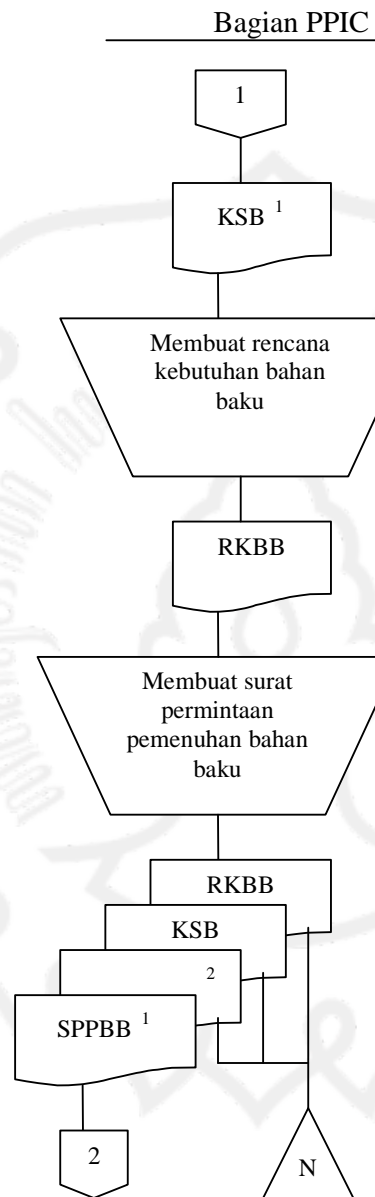 Bagian PPIC
1
KSB 1
Membuat rencana
kebutuhan bahan
baku
RKBB
Membuat surat
permintaan
pemenuhan bahan
baku
RKBB
KSB
2
SPPBB 1
2
N